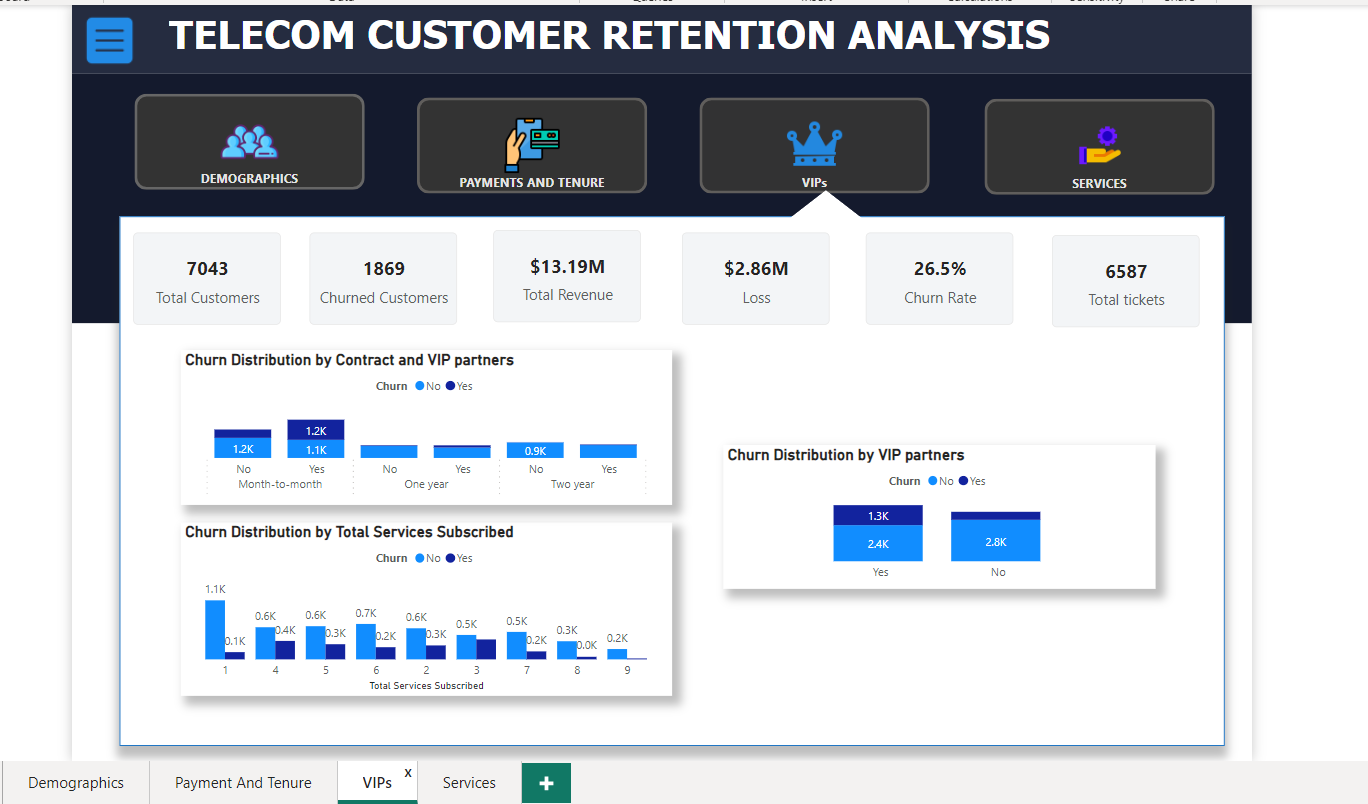 TELECOM CUSTOMER RETENTION ANALYSIS
DEMOGRAPHICS
PAYMENTS AND TENURE
VIPs
SERVICES
7043
Total Customers
1869
Churned Customers
$13.19M
Total Revenue
$2.86M
Loss
26.5%
Churn Rate
6587
Total tickets
Churn Distribution by Contract and VIP partners
Churn No Yes
1.2K
1.2K 1.1K 0.9K
No Yes No Yes No Yes
Month-to-month One year Two year
Churn Distribution by Total Services Subscribed
Churn No Yes
1.1K 0.1K 0.6K 0.4K 0.6K 0.3K 0.7K 0.2K 0.6K 0.3K 0.5K 0.5K 0.2K 0.3K 0.0K 0.2K
1 4 5 6 2 3 7 8 9
Total Services Subscribed
Churn Distribution by VIP partners
Churn No Yes
1.3K
2.4K 2.8K
Yes No
Demographics Payment And Tenure VIPs x Services +